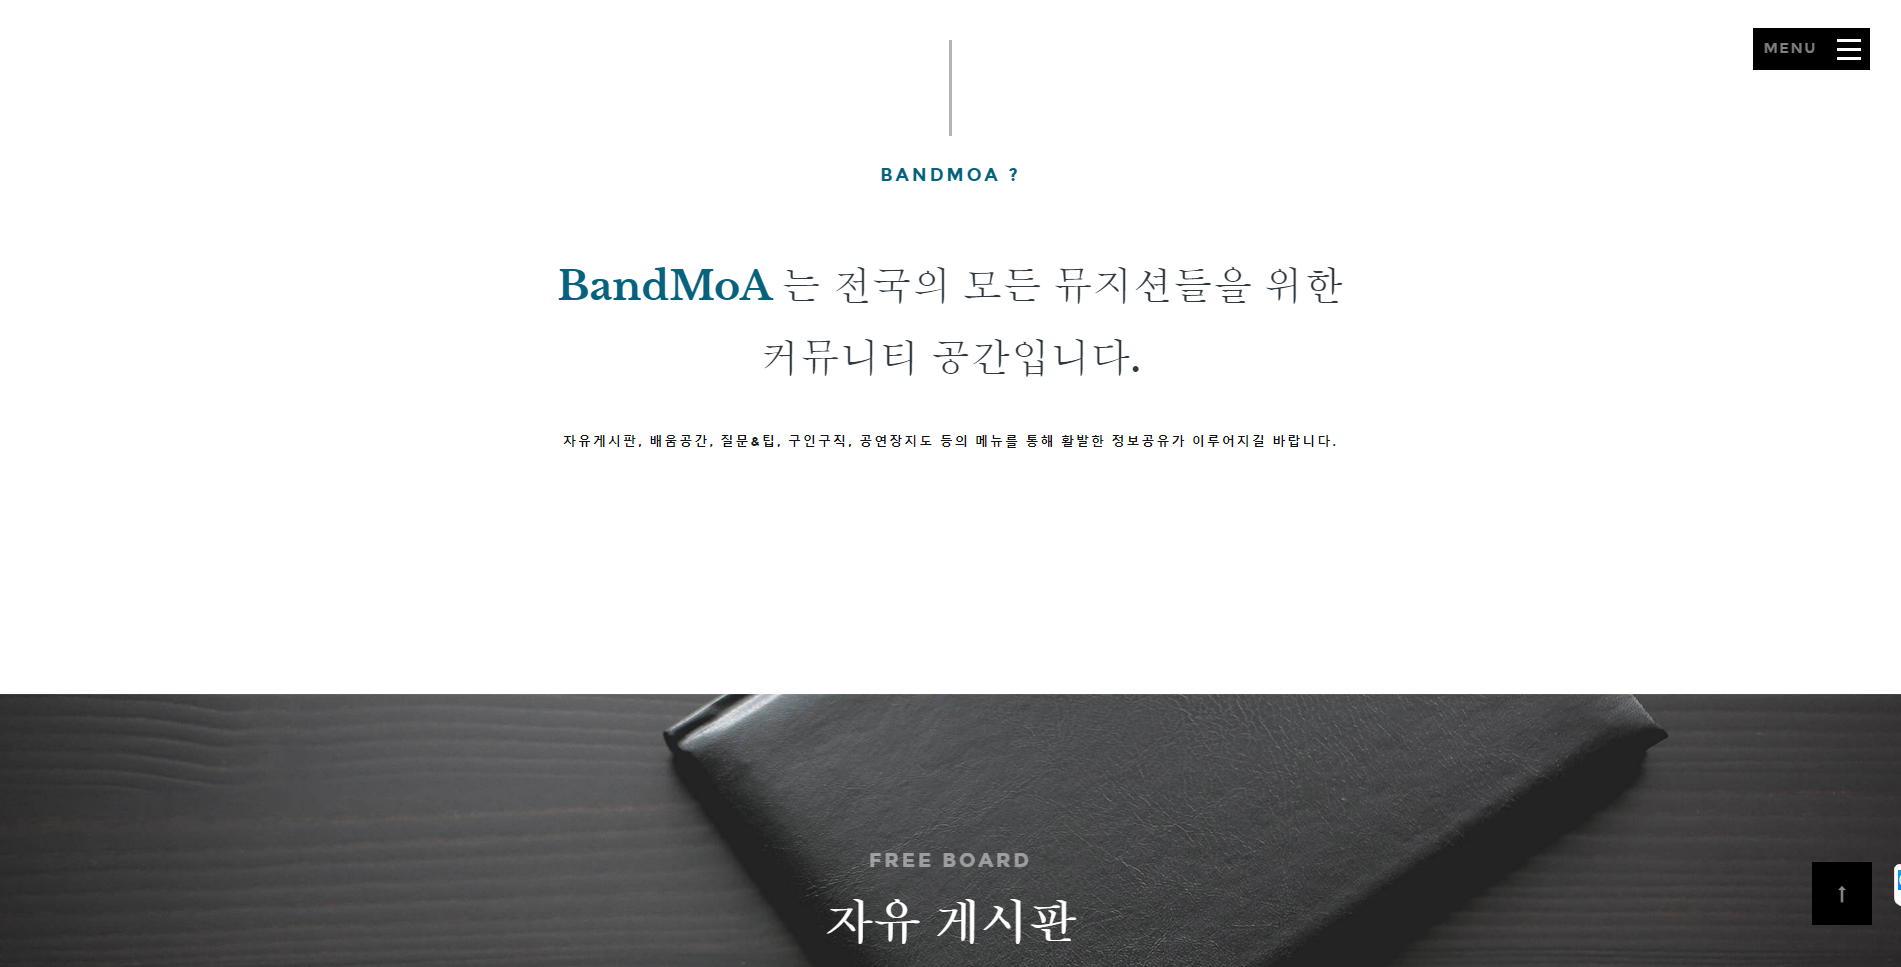 MENU
BANDMOA ?
BandMoA 는 전국의 모든 뮤지션들을 위한
커뮤니티 공간입니다.
자유게시판, 배움공간, 질문&팁, 구인구직, 공연장지도 등의 메뉴를 통해 활발한 정보공유가 이루어지길 바랍니다.
FREE BOARD
자유 게시판